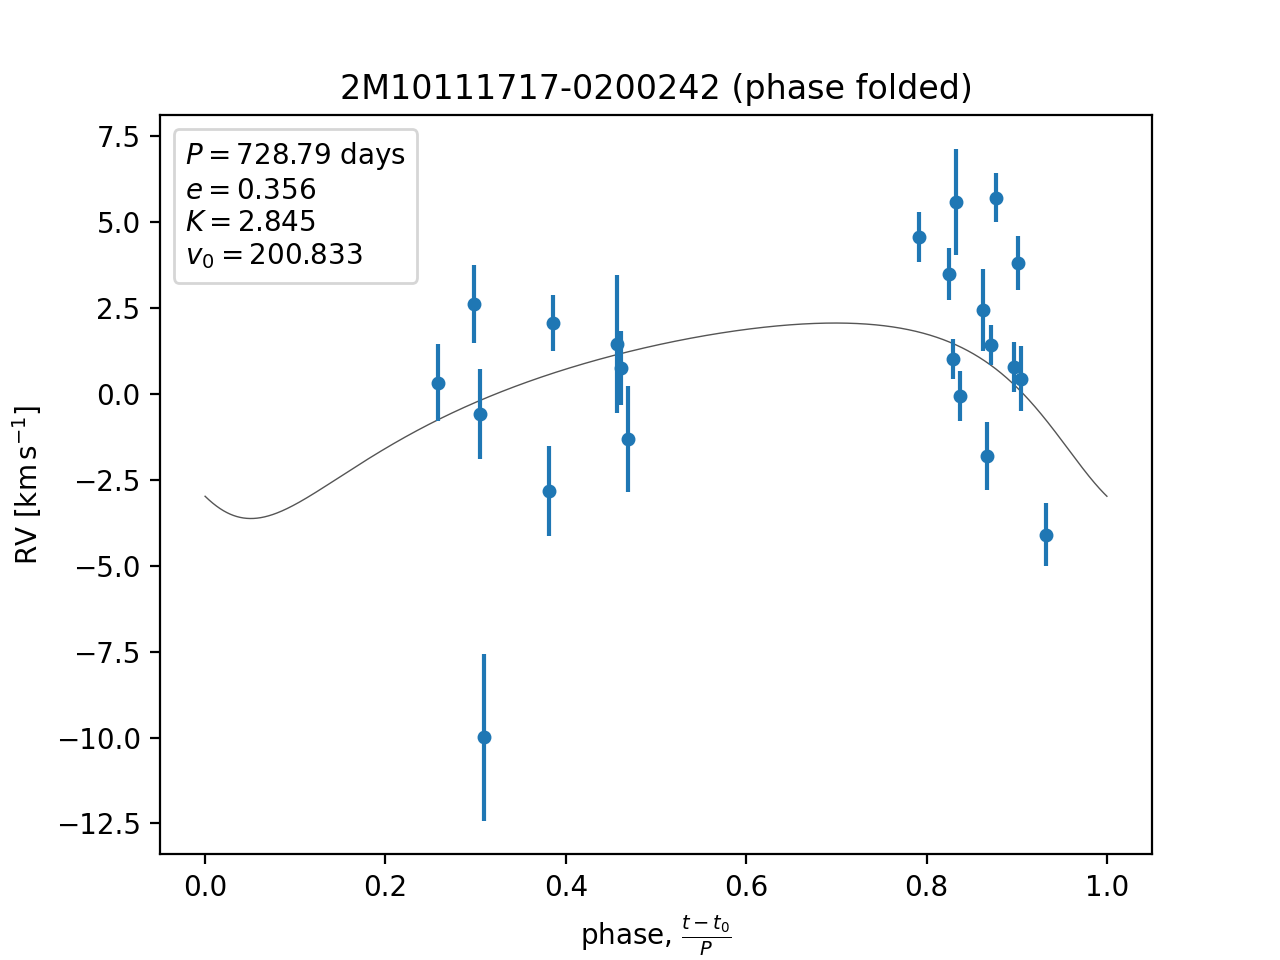 2M10111717-0200242 (phase folded)
P = 728.79 days
e = 0.356
K = 2.845
v₀ = 200.833
7.5
5.0
2.5
0.0
−2.5
−5.0
−7.5
−10.0
−12.5
RV [km s⁻¹]
0.0 0.2 0.4 0.6 0.8 1.0
phase, (t − t₀)/P